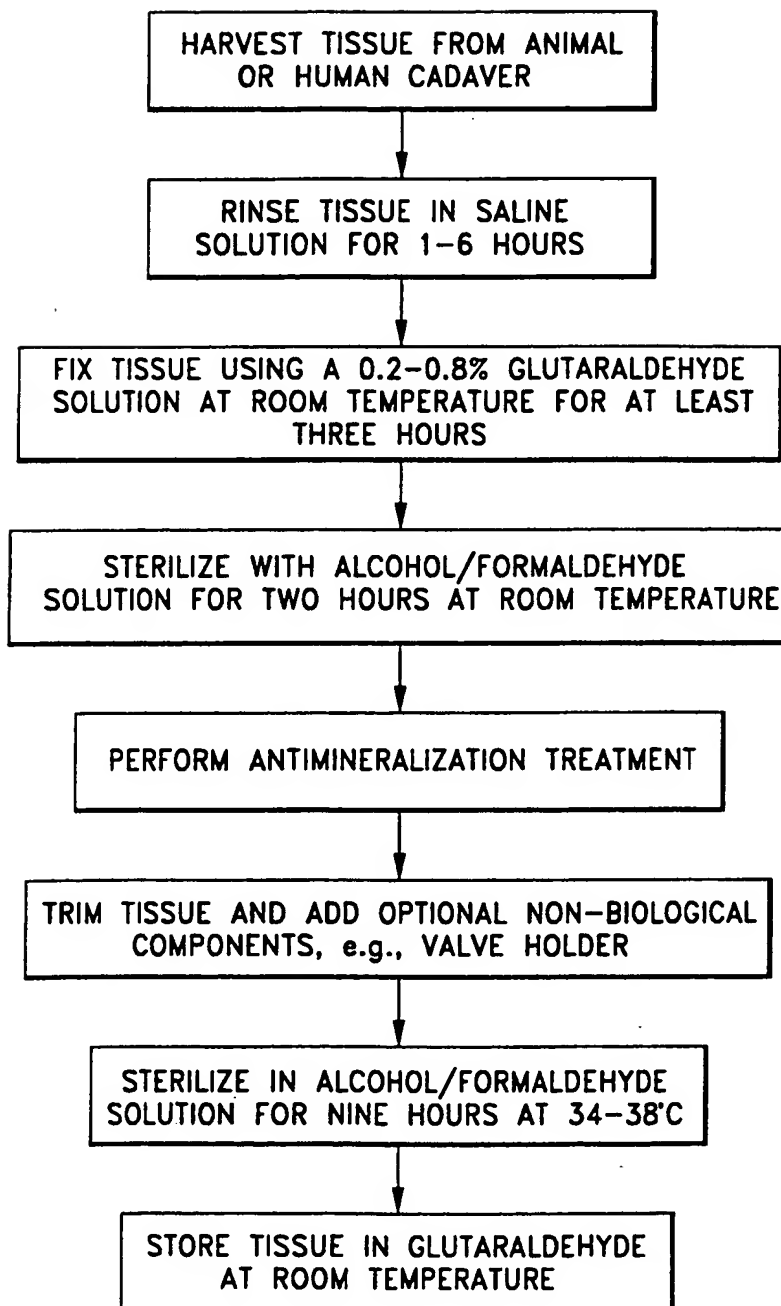 HARVEST TISSUE FROM ANIMAL
OR HUMAN CADAVER
RINSE TISSUE IN SALINE
SOLUTION FOR 1-6 HOURS
FIX TISSUE USING A 0.2-0.8% GLUTARALDEHYDE
SOLUTION AT ROOM TEMPERATURE FOR AT LEAST
THREE HOURS
STERILIZE WITH ALCOHOL/FORMALDEHYDE
SOLUTION FOR TWO HOURS AT ROOM TEMPERATURE
PERFORM ANTIMINERALIZATION TREATMENT
TRIM TISSUE AND ADD OPTIONAL NON-BIOLOGICAL
COMPONENTS, e.g., VALVE HOLDER
STERILIZE IN ALCOHOL/FORMALDEHYDE
SOLUTION FOR NINE HOURS AT 34-38°C
STORE TISSUE IN GLUTARALDEHYDE
AT ROOM TEMPERATURE